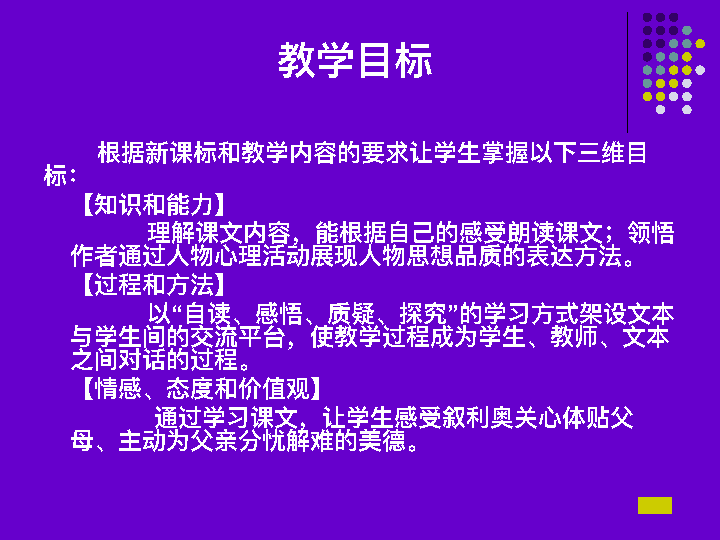 教学目标
根据新课标和教学内容的要求让学生掌握以下三维目
标：
【知识和能力】
理解课文内容，能根据自己的感受朗读课文；领悟
作者通过人物心理活动展现人物思想品质的表达方法。
【过程和方法】
以“自读、感悟、质疑、探究”的学习方式架设文本
与学生间的交流平台，使教学过程成为学生、教师、文本
之间对话的过程。
【情感、态度和价值观】
通过学习课文，让学生感受叙利奥关心体贴父
母、主动为父亲分忧解难的美德。